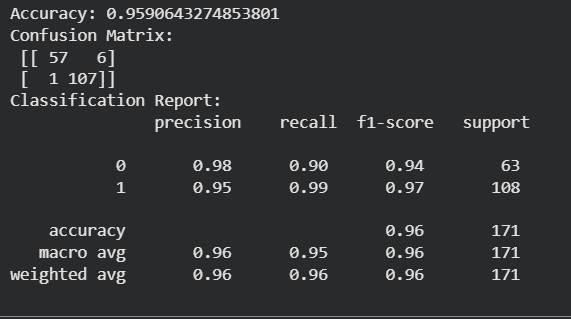 Accuracy: 0.9590643274853801
Confusion Matrix:
[[ 57   6]
[  1 107]]
Classification Report:
precision    recall  f1-score   support
0       0.98      0.90      0.94        63
1       0.95      0.99      0.97       108
accuracy                           0.96       171
macro avg       0.96      0.95      0.96       171
weighted avg       0.96      0.96      0.96       171